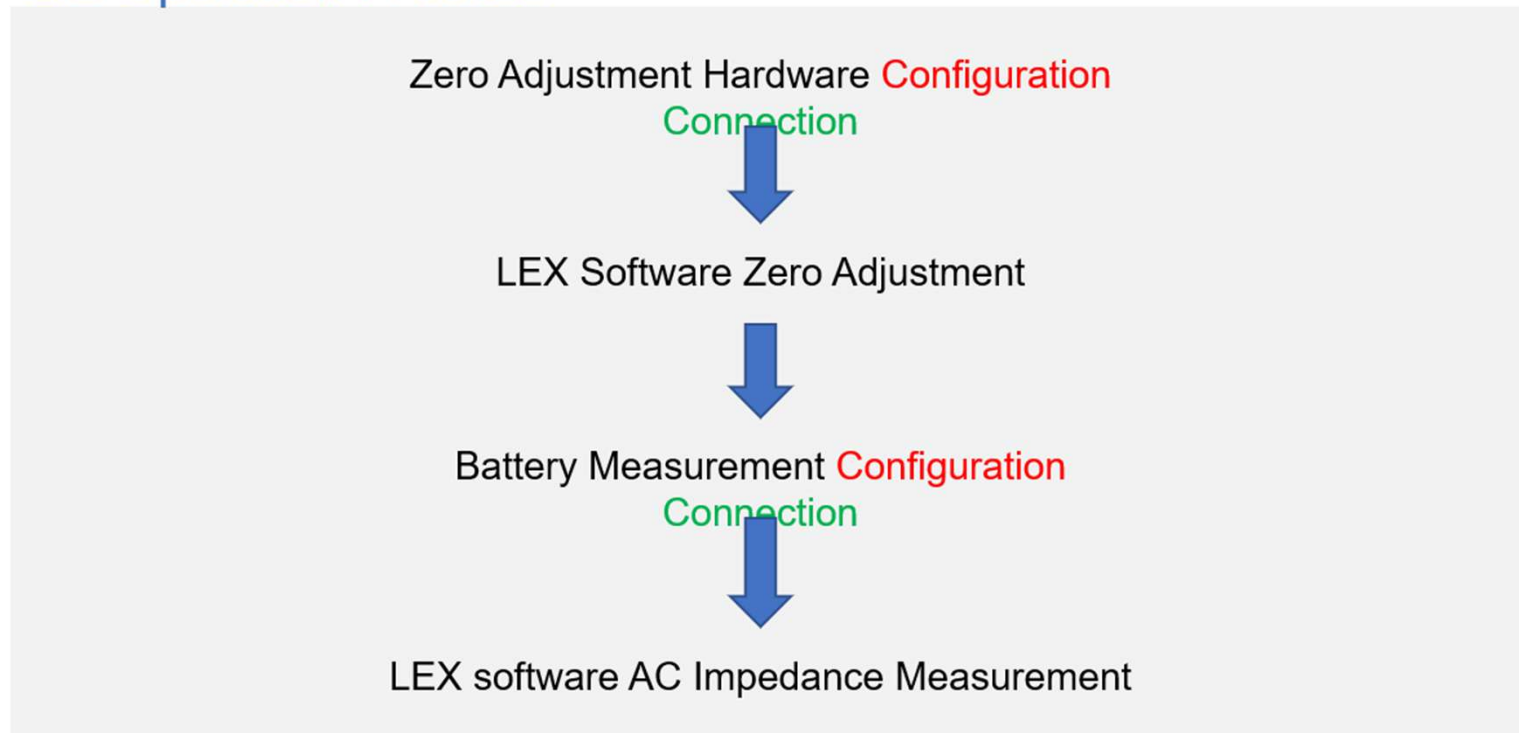 Zero Adjustment Hardware Configuration
Connection
LEX Software Zero Adjustment
Battery Measurement Configuration
Connection
LEX software AC Impedance Measurement